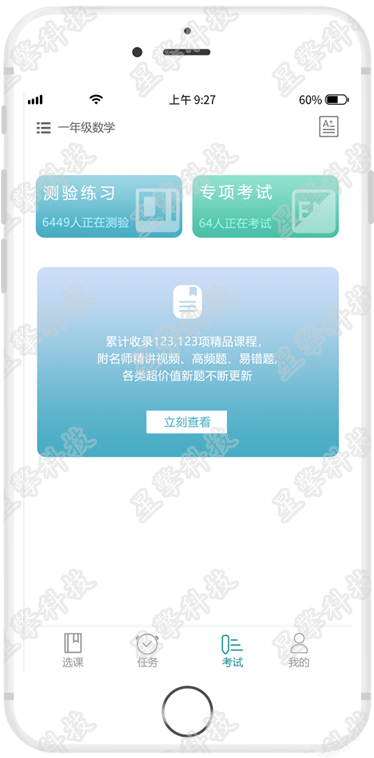 上午 9:27
60%
一年级数学
A+
测验练习
6449人正在测验
专项考试
64人正在考试
累计收录123,123项精品课程,
附名师精讲视频、高频题、易错题,
各类超价值新题不断更新
立刻查看
选课
任务
考试
我的
星擎科技